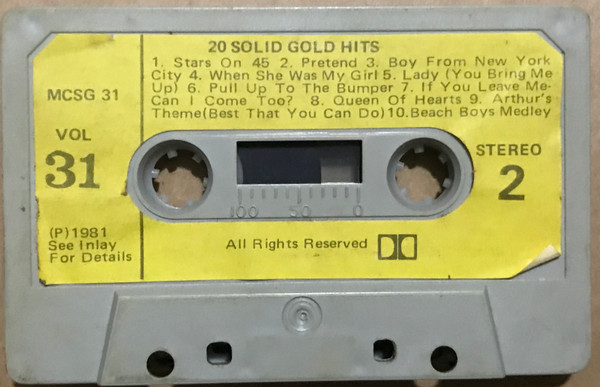 20 SOLID GOLD HITS
1. Stars On 45 2. Pretend 3. Boy From New York
City 4. When She Was My Girl 5. Lady (You Bring Me
Up) 6. Pull Up To The Bumper 7. If You Leave Me-
Can I Come Too? 8. Queen Of Hearts 9. Arthur's
Theme(Best That You Can Do)10.Beach Boys Medley
MCSG 31
VOL
31
STEREO
2
100 50 0
(P)1981
See Inlay
For Details
All Rights Reserved